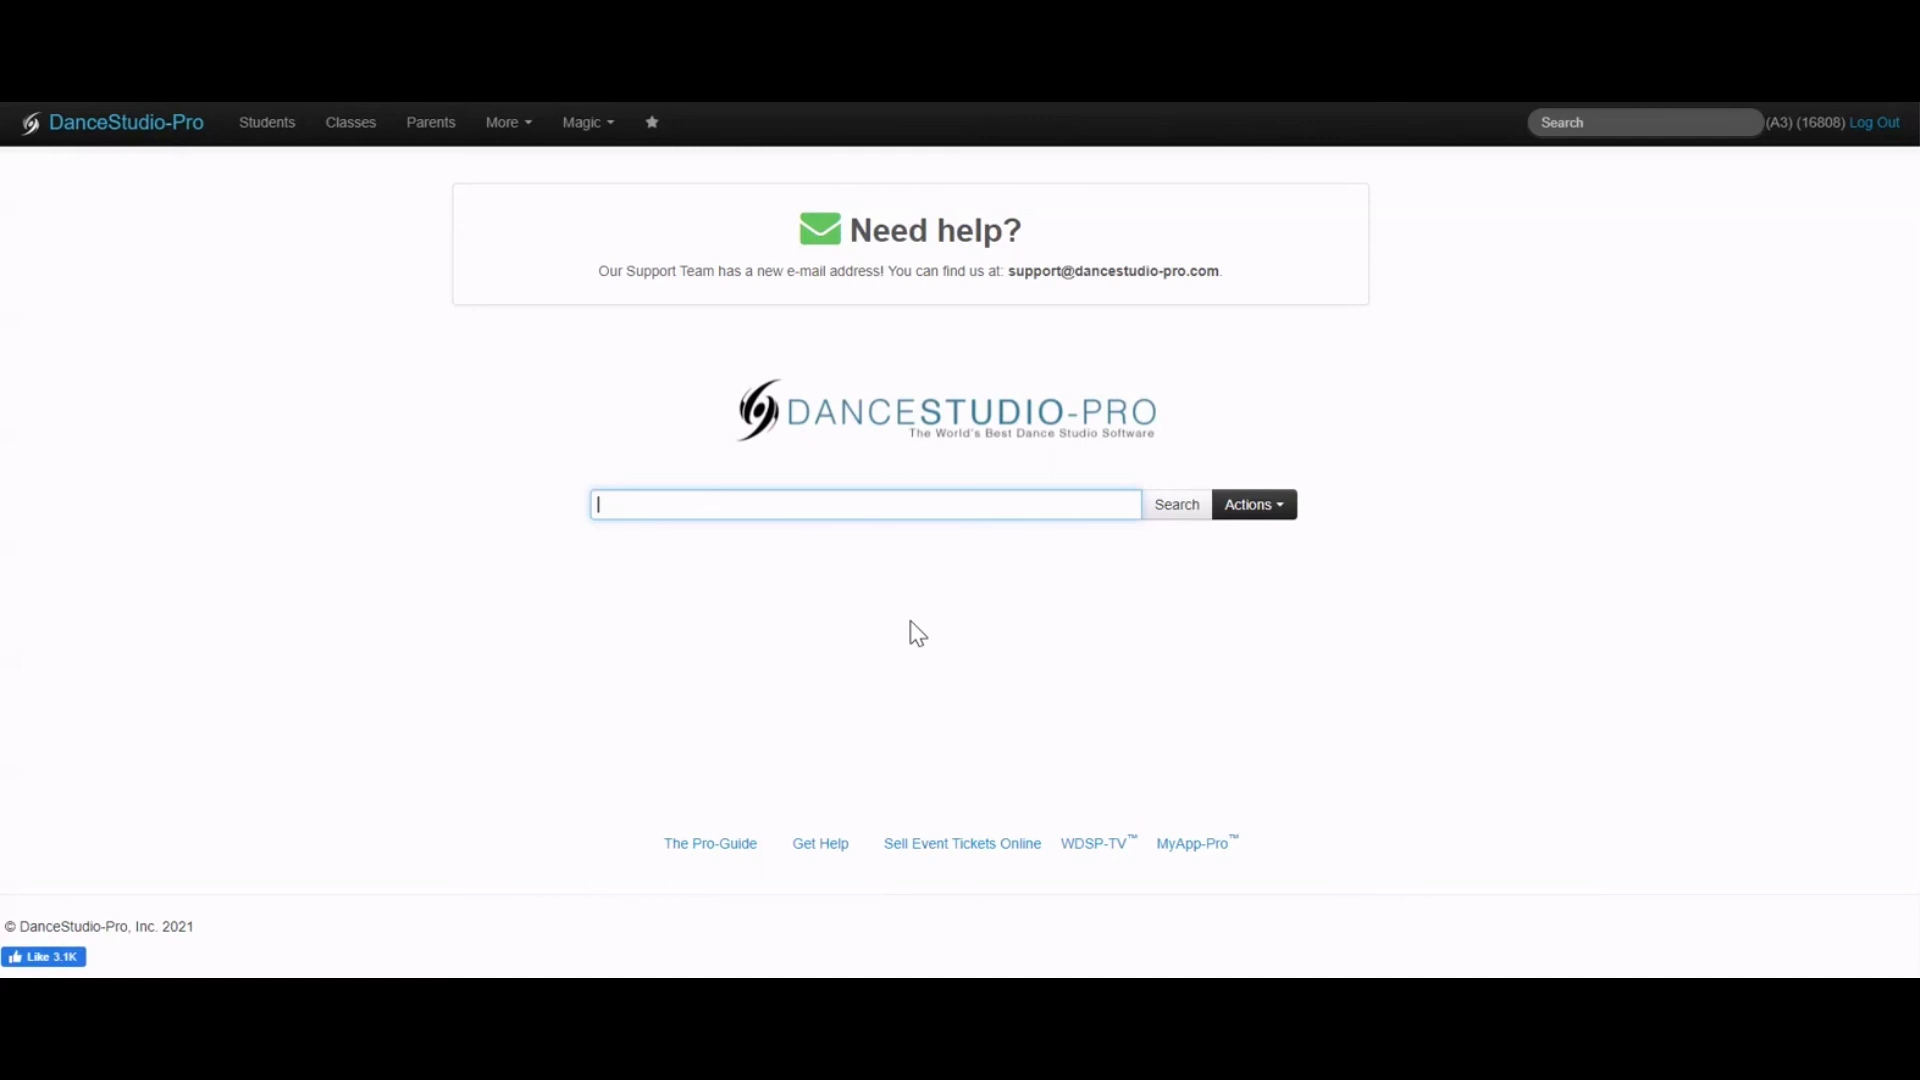 DanceStudio-Pro Students Classes Parents More Magic Search (A3) (16808) Log Out
Need help?
Our Support Team has a new e-mail address! You can find us at: support@dancestudio-pro.com.
DANCESTUDIO-PRO
The World's Best Dance Studio Software
Search Actions
The Pro-Guide Get Help Sell Event Tickets Online WDSP-TV™ MyApp-Pro™
© DanceStudio-Pro, Inc. 2021
Like 3.1K